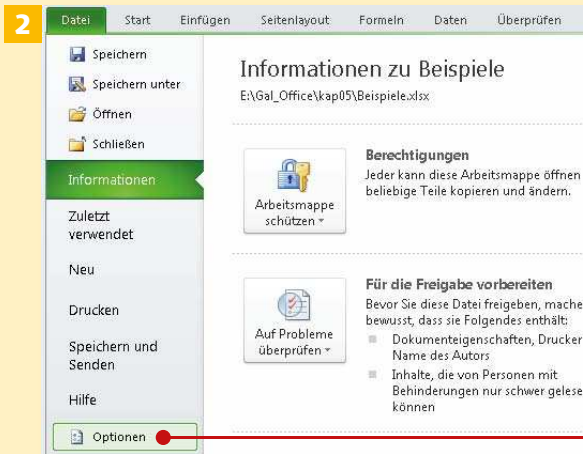 2
Datei Start Einfügen Seitenlayout Formeln Daten Überprüfen
Speichern
Speichern unter
Öffnen
Schließen
Informationen
Zuletzt
verwendet
Neu
Drucken
Speichern und
Senden
Hilfe
Optionen
Informationen zu Beispiele
E:\Gal_Office\kap05\Beispiele.xlsx
Arbeitsmappe
schützen
Berechtigungen
Jeder kann diese Arbeitsmappe öffnen
beliebige Teile kopieren und ändern.
Auf Probleme
überprüfen
Für die Freigabe vorbereiten
Bevor Sie diese Datei freigeben, mache
bewusst, dass sie Folgendes enthält:
Dokumenteigenschaften, Drucker
Name des Autors
Inhalte, die von Personen mit
Behinderungen nur schwer gelese
können